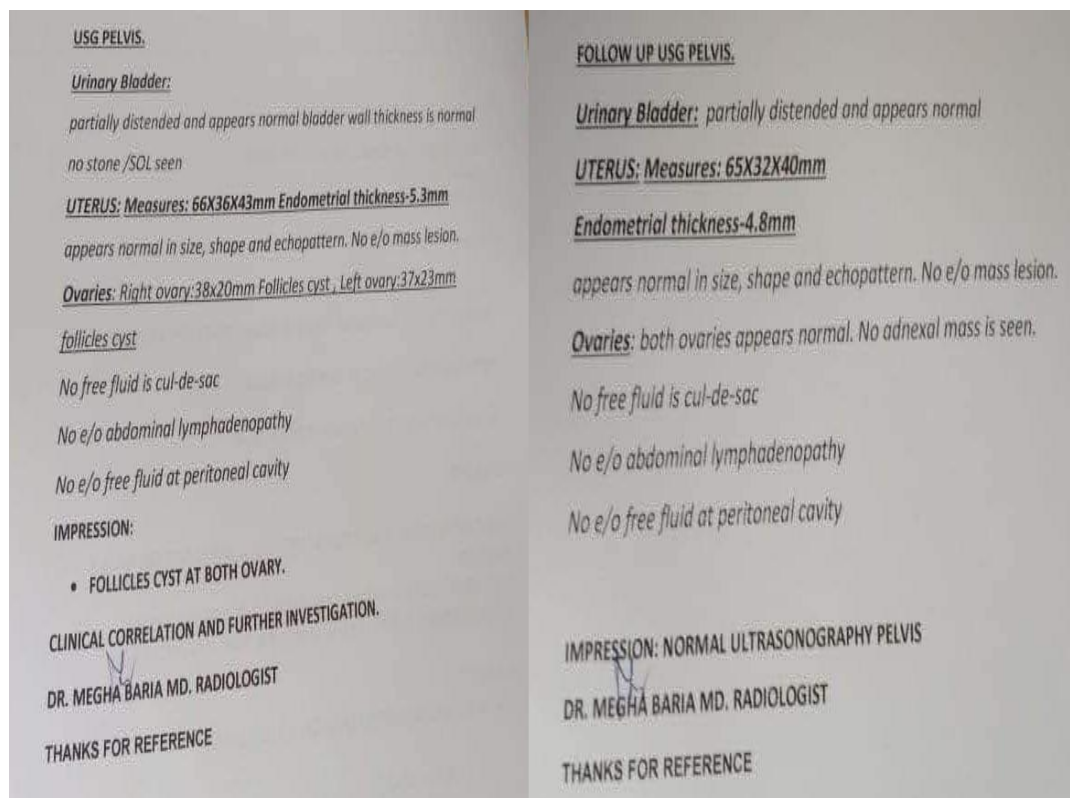 USG PELVIS.
Urinary Bladder:
partially distended and appears normal bladder wall thickness is normal
no stone /SOL seen
UTERUS: Measures: 66X36X43mm Endometrial thickness-5.3mm
appears normal in size, shape and echopattern. No e/o mass lesion.
Ovaries: Right ovary:38x20mm Follicles cyst , Left ovary:37x23mm
follicles cyst
No free fluid is cul-de-sac
No e/o abdominal lymphadenopathy
No e/o free fluid at peritoneal cavity
IMPRESSION:
• FOLLICLES CYST AT BOTH OVARY.
CLINICAL CORRELATION AND FURTHER INVESTIGATION.
DR. MEGHA BARIA MD. RADIOLOGIST
THANKS FOR REFERENCE
FOLLOW UP USG PELVIS.
Urinary Bladder: partially distended and appears normal
UTERUS: Measures: 65X32X40mm
Endometrial thickness-4.8mm
appears normal in size, shape and echopattern. No e/o mass lesion.
Ovaries: both ovaries appears normal. No adnexal mass is seen.
No free fluid is cul-de-sac
No e/o abdominal lymphadenopathy
No e/o free fluid at peritoneal cavity
IMPRESSION: NORMAL ULTRASONOGRAPHY PELVIS
DR. MEGHA BARIA MD. RADIOLOGIST
THANKS FOR REFERENCE